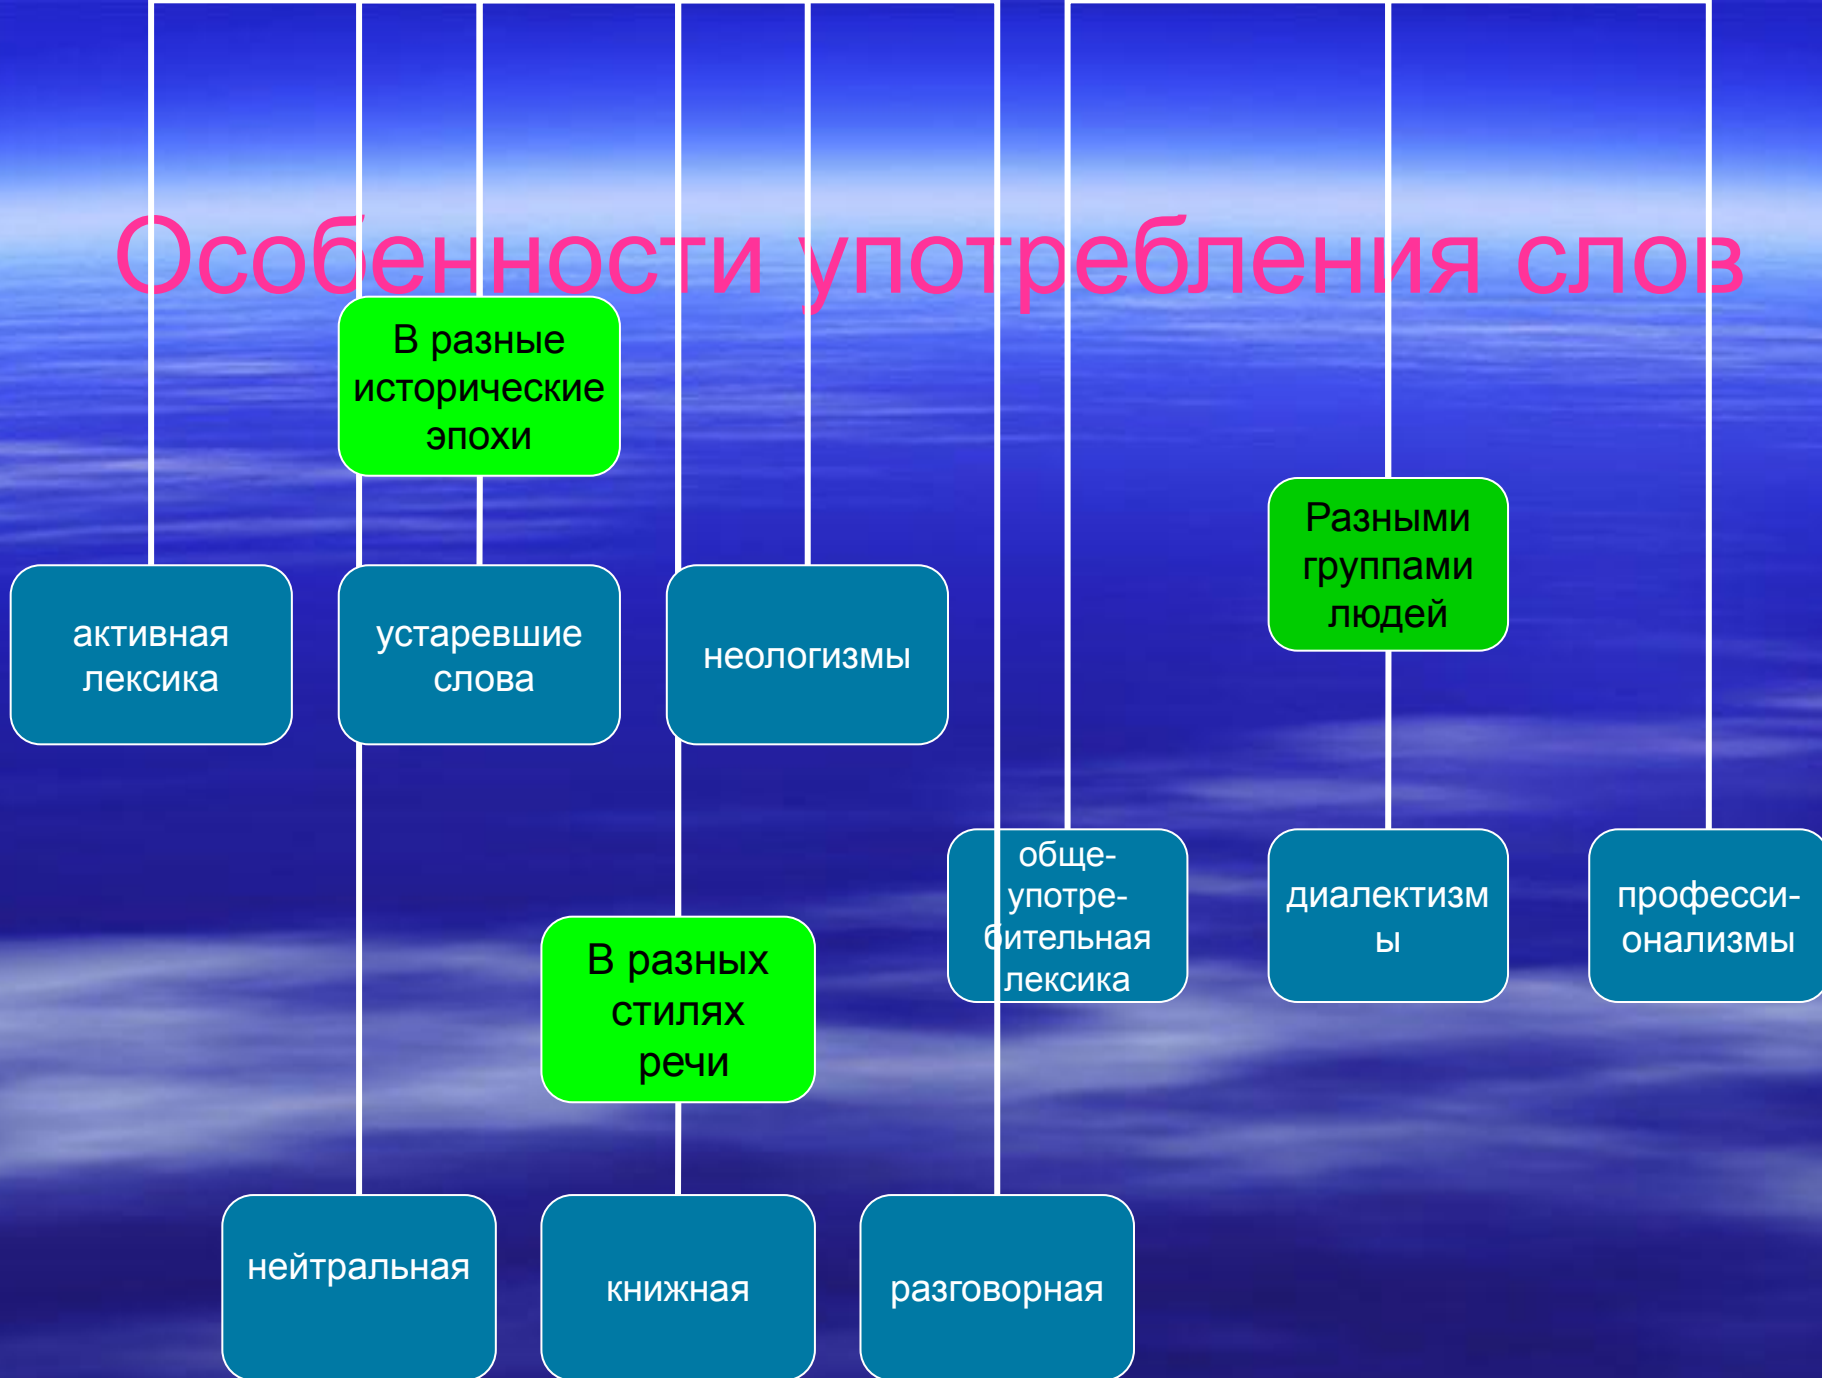 Особенности употребления слов
В разные
исторические
эпохи
Разными
группами
людей
активная
лексика
устаревшие
слова
неологизмы
обще-
употре-
бительная
лексика
диалектизм
ы
професси-
онализмы
В разных
стилях
речи
нейтральная
книжная
разговорная